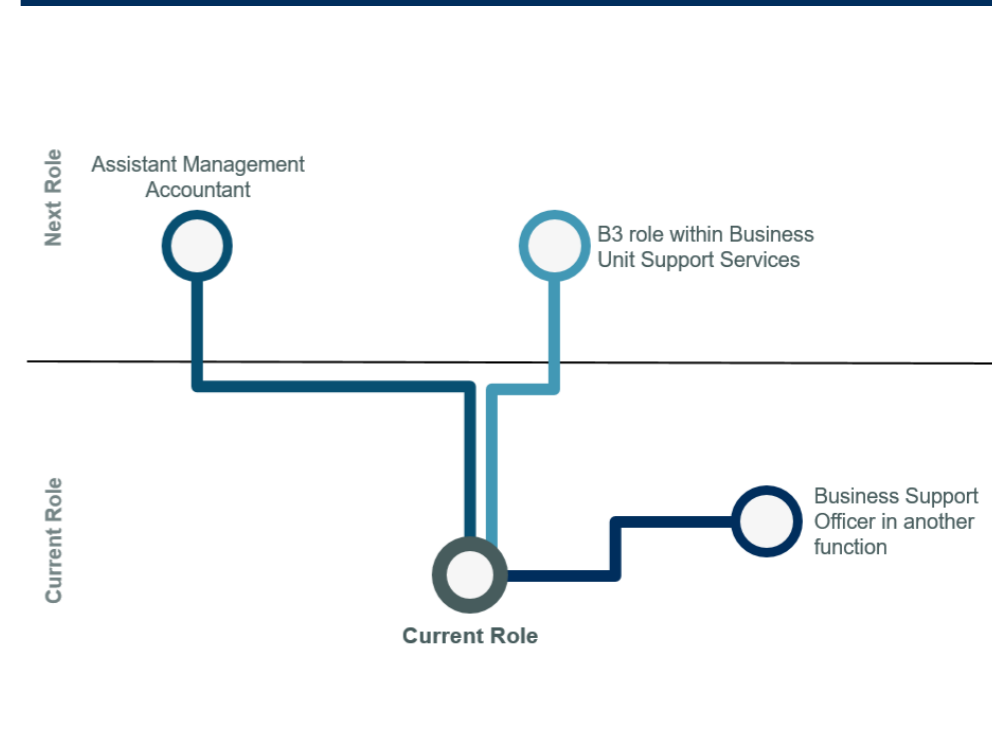 Next Role
Assistant Management
Accountant
B3 role within Business
Unit Support Services
Current Role
Business Support
Officer in another
function
Current Role